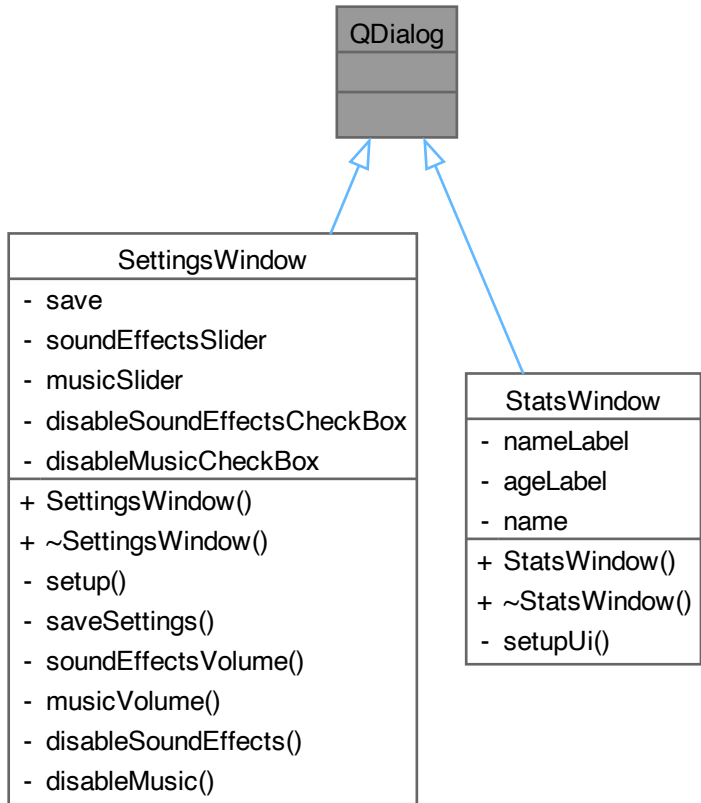 QDialog
SettingsWindow
- save
- soundEffectsSlider
- musicSlider
- disableSoundEffectsCheckBox
- disableMusicCheckBox
+ SettingsWindow()
+ ~SettingsWindow()
- setup()
- saveSettings()
- soundEffectsVolume()
- musicVolume()
- disableSoundEffects()
- disableMusic()
StatsWindow
- nameLabel
- ageLabel
- name
+ StatsWindow()
+ ~StatsWindow()
- setupUi()